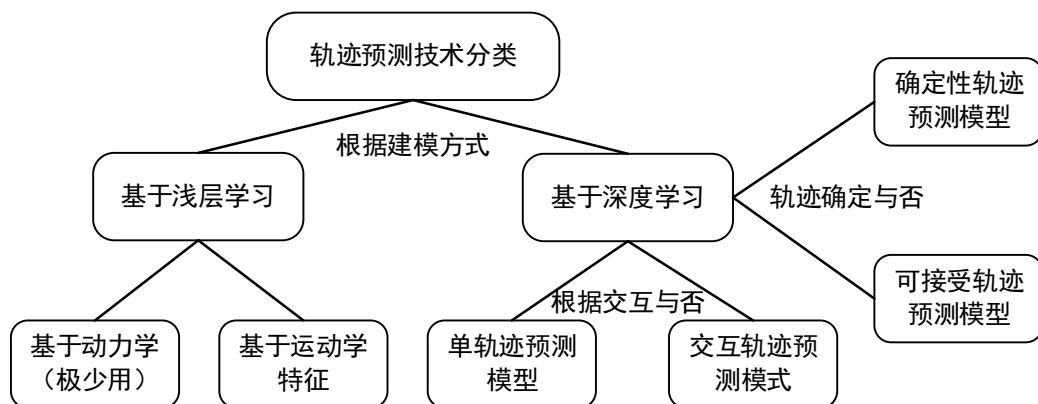 轨迹预测技术分类
确定性轨迹
预测模型
根据建模方式
基于浅层学习
基于深度学习
轨迹确定与否
可接受轨迹
预测模型
根据交互与否
基于动力学
（极少用）
基于运动学
特征
单轨迹预测
模型
交互轨迹预
测模式